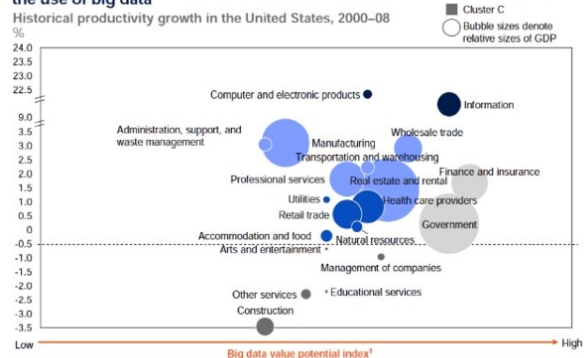 the use of big data
Historical productivity growth in the United States, 2000–08
%
Cluster C
Bubble sizes denote
relative sizes of GDP
24.0
23.5
23.0
22.5
9.0
3.5
3.0
2.5
2.0
1.5
1.0
0.5
0
-0.5
-1.0
-1.5
-2.0
-2.5
-3.0
-3.5
Computer and electronic products
Information
Administration, support, and
waste management
Manufacturing
Wholesale trade
Transportation and warehousing
Finance and insurance
Professional services
Real estate and rental
Utilities
Health care providers
Retail trade
Government
Accommodation and food
Natural resources
Arts and entertainment
Management of companies
Other services
Educational services
Construction
Low
High
Big data value potential index¹